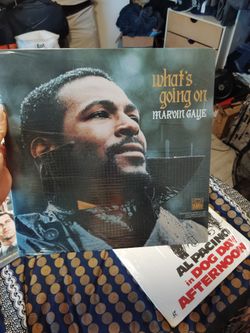 what's
going on
MARVIN GAYE
AL PACINO
in DOG DAY
AFTERNOON